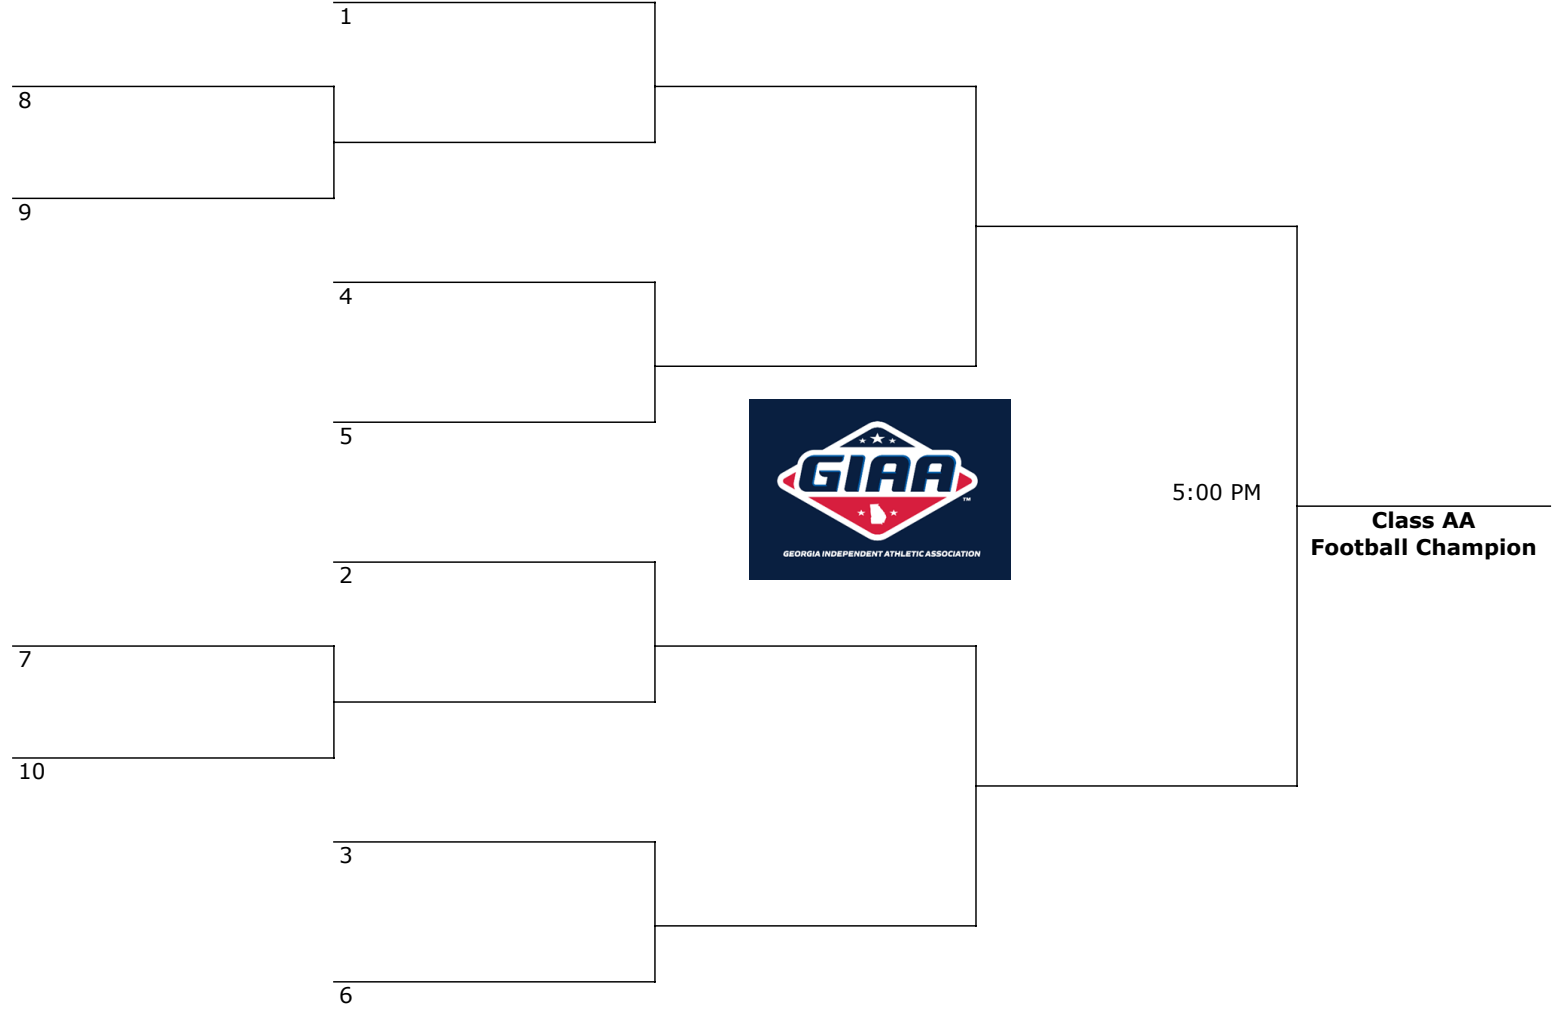 1
8
9
4
5
GIAA
TM
GEORGIA INDEPENDENT ATHLETIC ASSOCIATION
5:00 PM
Class AA
Football Champion
2
7
10
3
6